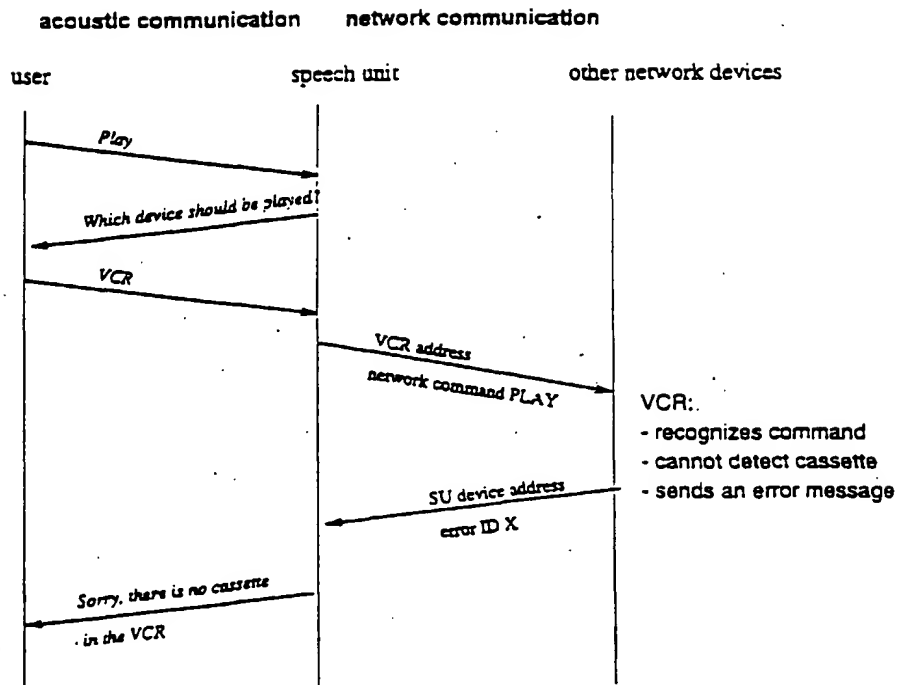 acoustic communication network communication
user speech unit other network devices
Play
Which device should be played?
VCR
VCR address
network command PLAY
VCR:
- recognizes command
- cannot detect cassette
- sends an error message
SU device address
error ID X
Sorry, there is no cassette
in the VCR